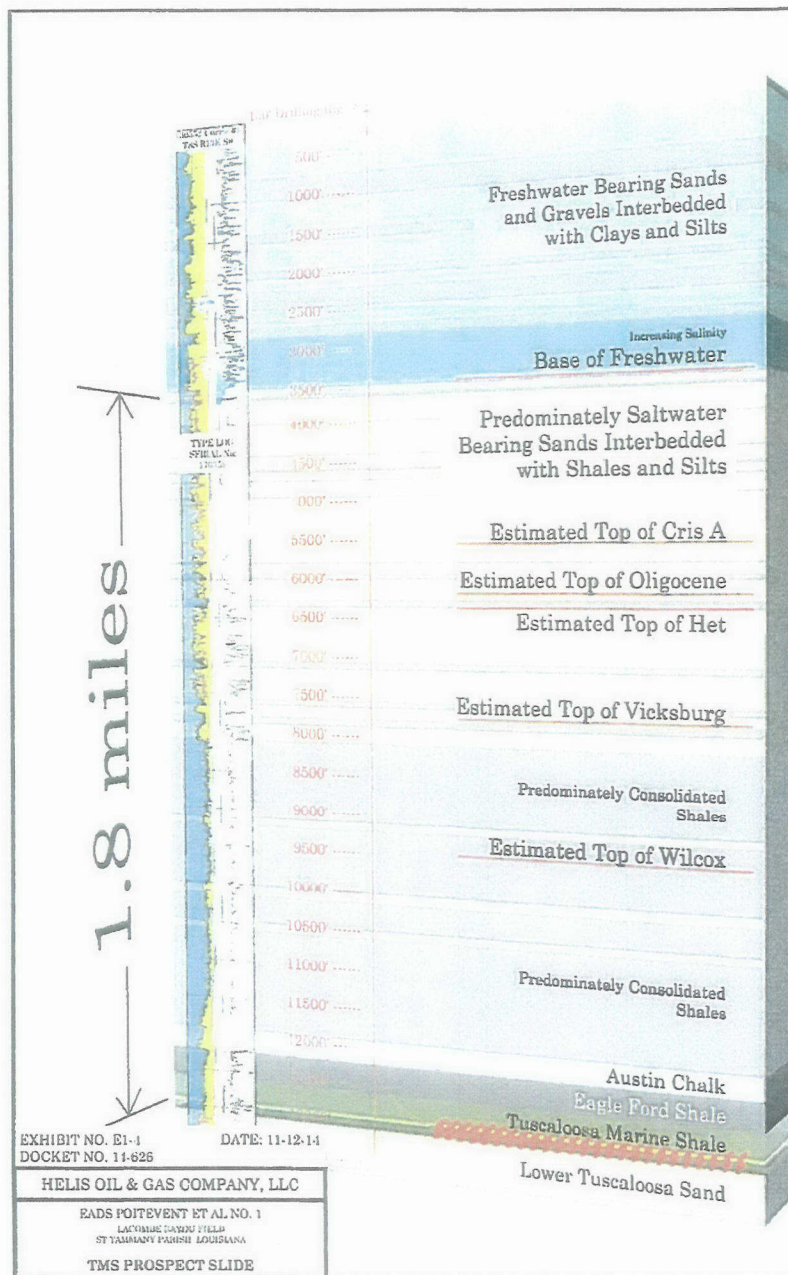 500'
1000'
1500'
2000'
2500'
3000'
3500'
4000'
TYPE LOG
SERIAL No:
5500'
6000'
6500'
7000'
8000'
8500'
9000'
9500'
10000'
10500'
11000'
11500'
12000'
1.8 miles
Freshwater Bearing Sands
and Gravels Interbedded
with Clays and Silts
Increasing Salinity
Base of Freshwater
Predominately Saltwater
Bearing Sands Interbedded
with Shales and Silts
Estimated Top of Cris A
Estimated Top of Oligocene
Estimated Top of Het
Estimated Top of Vicksburg
Predominately Consolidated
Shales
Estimated Top of Wilcox
Predominately Consolidated
Shales
Austin Chalk
Eagle Ford Shale
Tuscaloosa Marine Shale
Lower Tuscaloosa Sand
EXHIBIT NO. E1-4
DOCKET NO. 14-626
DATE: 11-12-14
HELIS OIL & GAS COMPANY, LLC
EADS POITEVENT ET AL NO. 1
LACOMBE BAYOU FIELD
ST TAMMANY PARISH LOUISIANA
TMS PROSPECT SLIDE